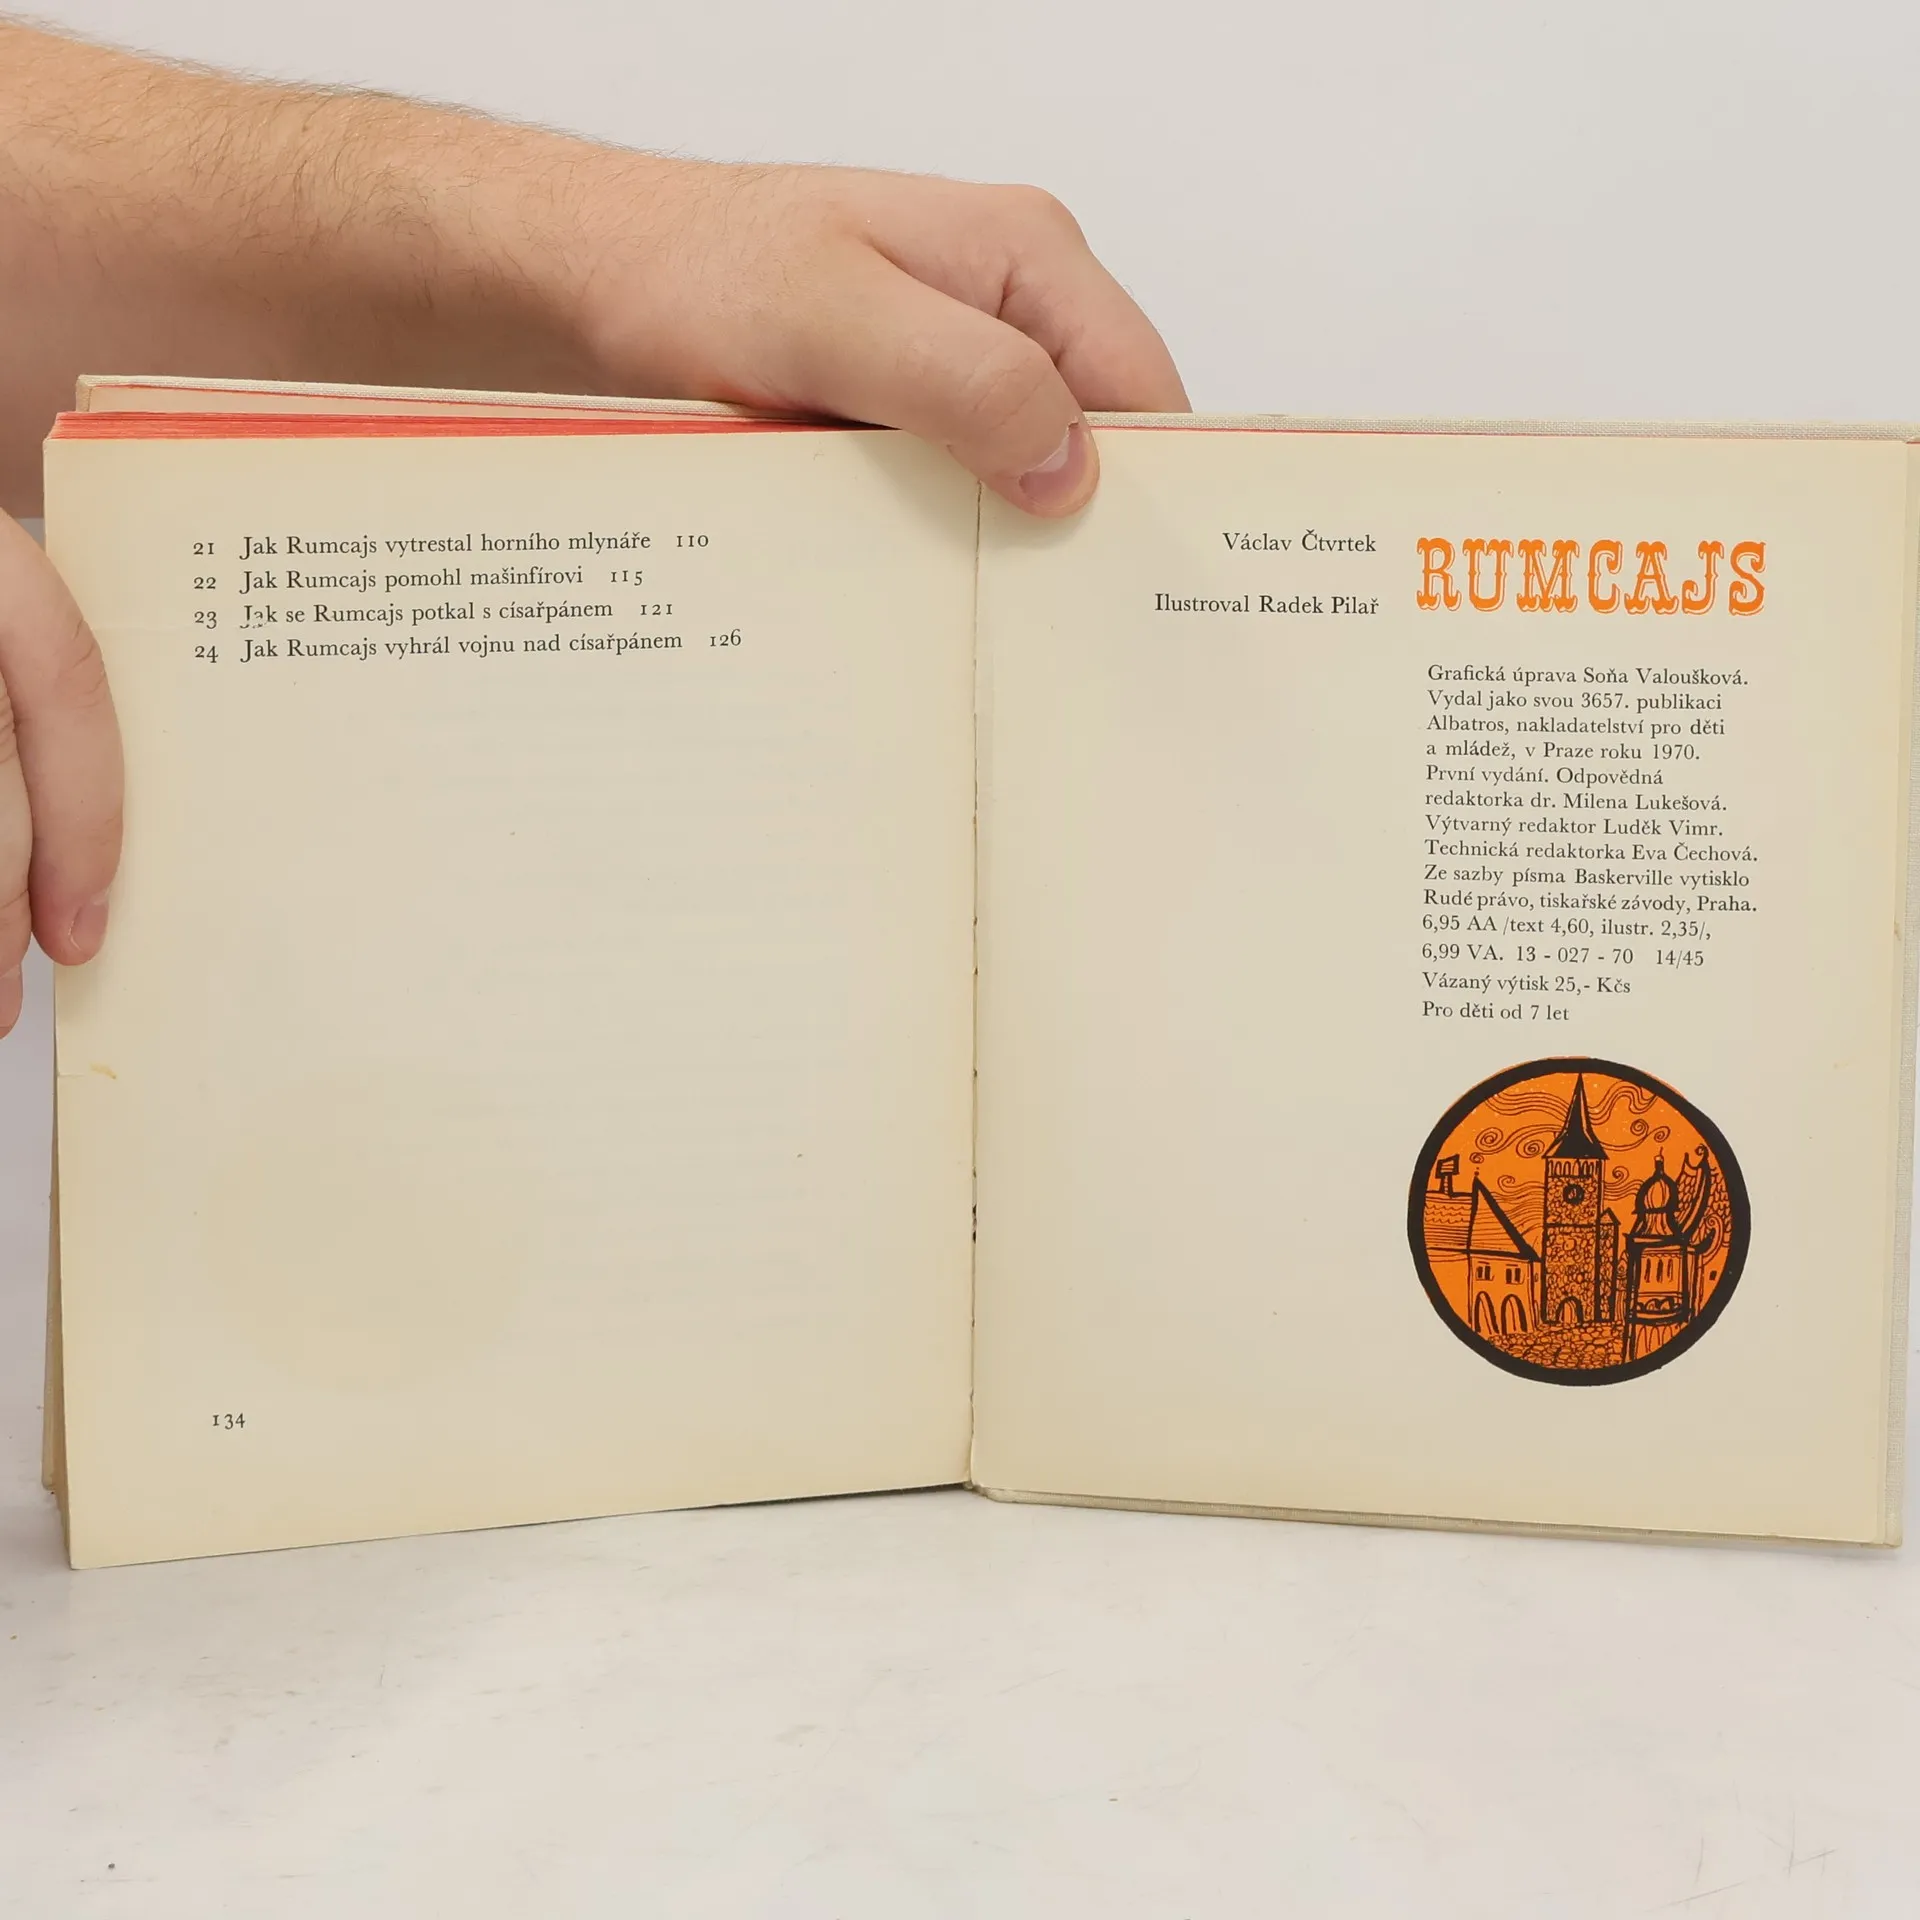 21 Jak Rumcajs vytrestal horního mlynáře 110
22 Jak Rumcajs pomohl mašinfírovi 115
23 Jak se Rumcajs potkal s císařpánem 121
24 Jak Rumcajs vyhrál vojnu nad císařpánem 126
134
Václav Čtvrtek
RUMCAJS
Ilustroval Radek Pilař
Grafická úprava Soňa Valoušková.
Vydal jako svou 3657. publikaci
Albatros, nakladatelství pro děti
a mládež, v Praze roku 1970.
První vydání. Odpovědná
redaktorka dr. Milena Lukešová.
Výtvarný redaktor Luděk Vimr.
Technická redaktorka Eva Čechová.
Ze sazby písma Baskerville vytisklo
Rudé právo, tiskařské závody, Praha.
6,95 AA /text 4,60, ilustr. 2,35/,
6,99 VA. 13 - 027 - 70 14/45
Vázaný výtisk 25,- Kčs
Pro děti od 7 let